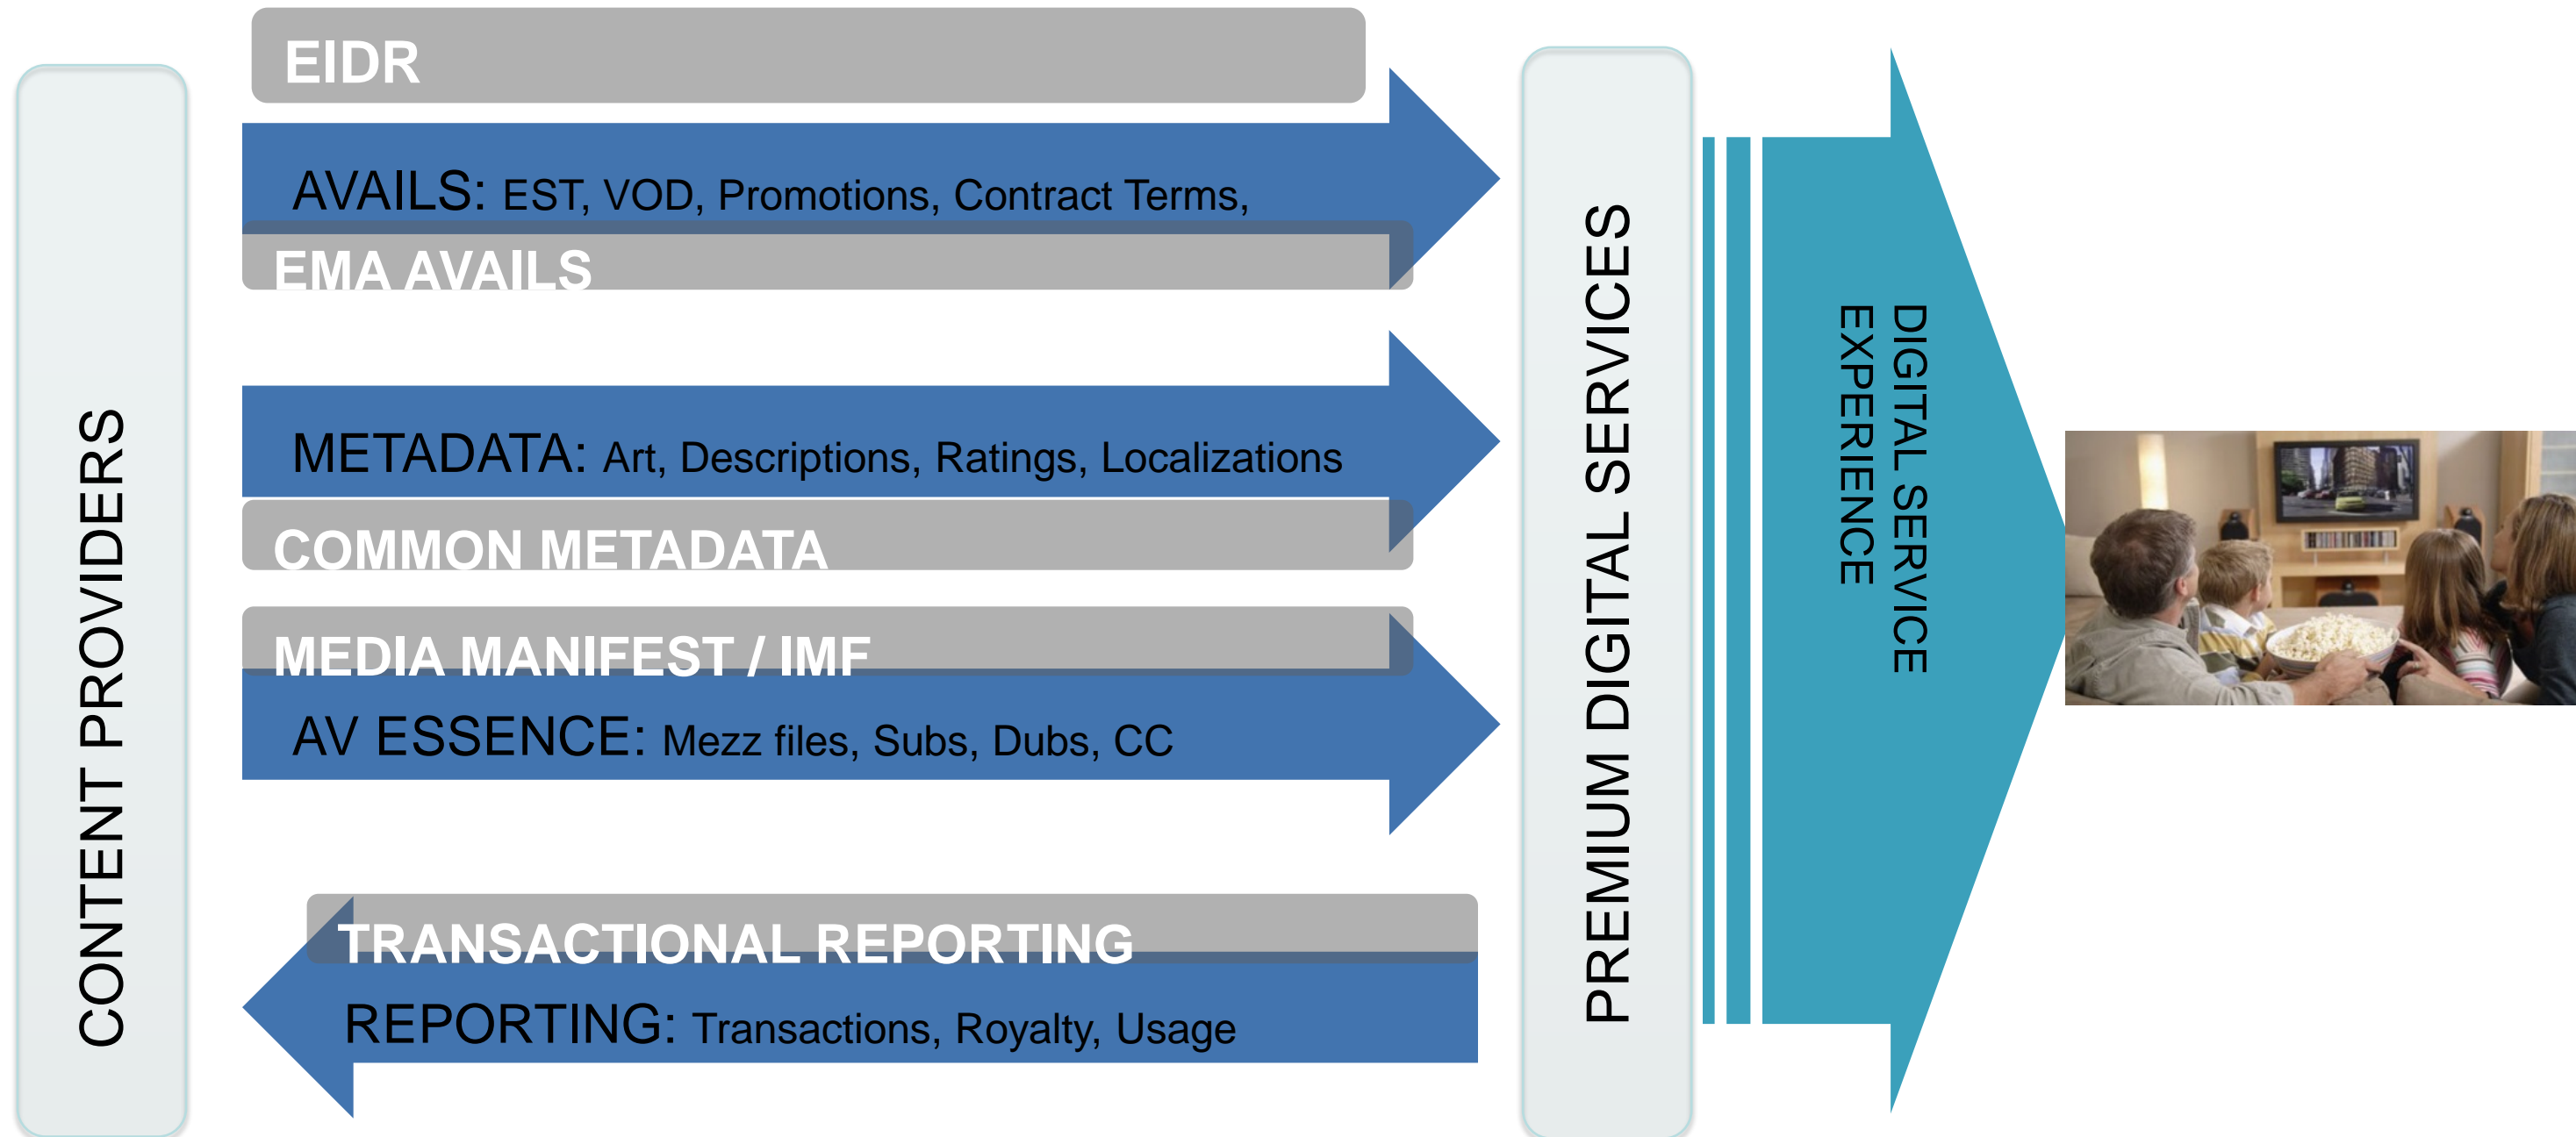 CONTENT PROVIDERS
EIDR
AVAILS: EST, VOD, Promotions, Contract Terms,
EMA AVAILS
METADATA: Art, Descriptions, Ratings, Localizations
COMMON METADATA
MEDIA MANIFEST / IMF
AV ESSENCE: Mezz files, Subs, Dubs, CC
TRANSACTIONAL REPORTING
REPORTING: Transactions, Royalty, Usage
PREMIUM DIGITAL SERVICES
DIGITAL SERVICE
EXPERIENCE